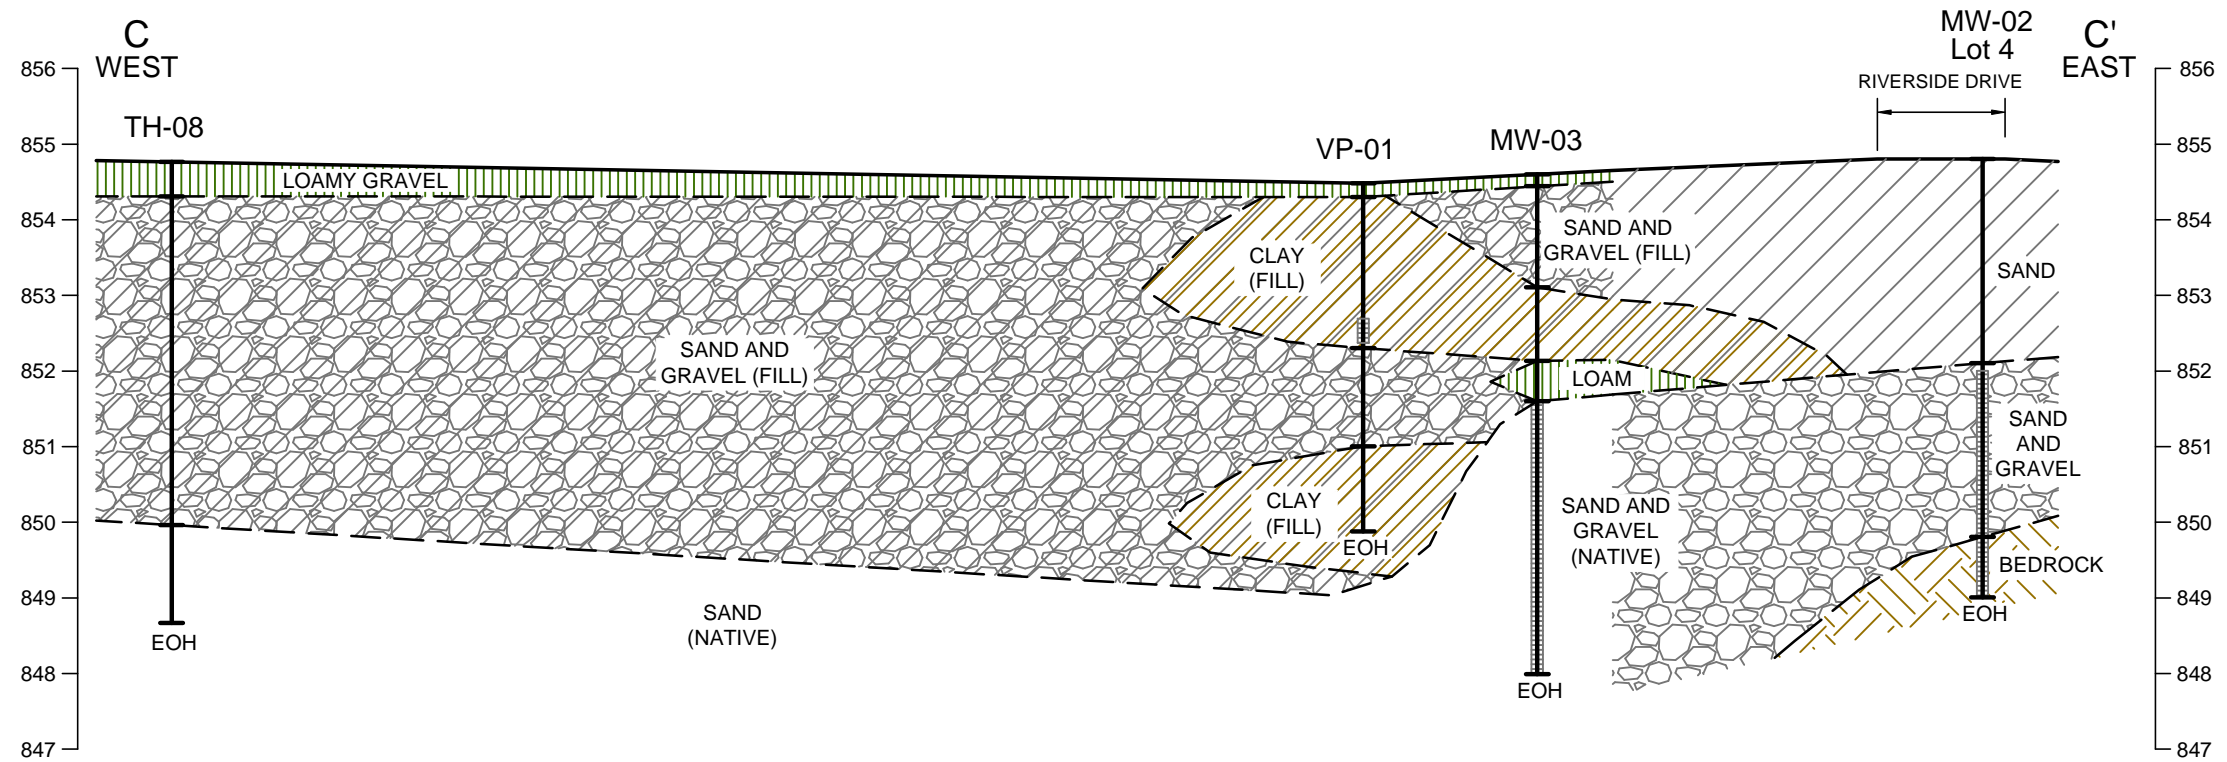 C
WEST
MW-02
Lot 4
C'
EAST
RIVERSIDE DRIVE
856
856
855
855
854
854
853
853
852
852
851
851
850
850
849
849
848
848
847
847
TH-08
VP-01
MW-03
LOAMY GRAVEL
CLAY
(FILL)
SAND AND
GRAVEL (FILL)
SAND
SAND AND
GRAVEL (FILL)
LOAM
SAND
AND
GRAVEL
CLAY
(FILL)
EOH
SAND AND
GRAVEL
(NATIVE)
BEDROCK
EOH
SAND
(NATIVE)
EOH
EOH